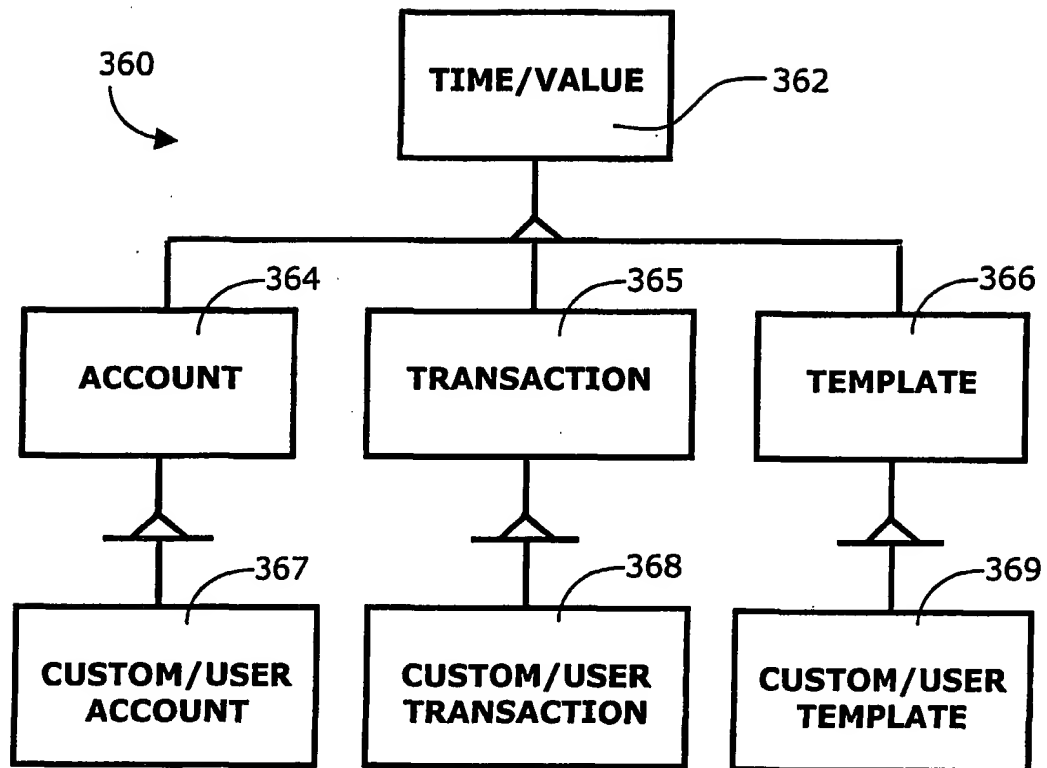 360
TIME/VALUE
362
364
365
366
ACCOUNT
TRANSACTION
TEMPLATE
367
368
369
CUSTOM/USER
ACCOUNT
CUSTOM/USER
TRANSACTION
CUSTOM/USER
TEMPLATE